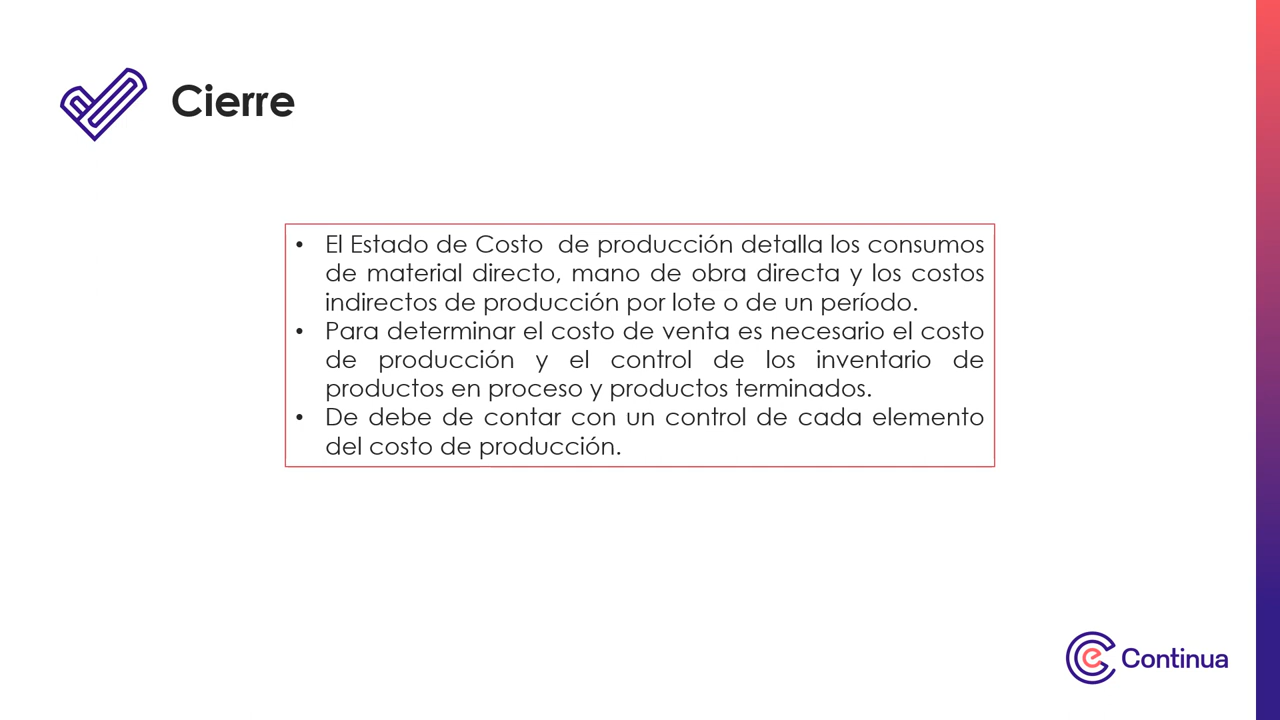 Cierre
• El Estado de Costo  de producción detalla los consumos
de material directo, mano de obra directa y los costos
indirectos de producción por lote o de un período.
• Para determinar el costo de venta es necesario el costo
de producción y el control de los inventario de
productos en proceso y productos terminados.
• De debe de contar con un control de cada elemento
del costo de producción.
Continua